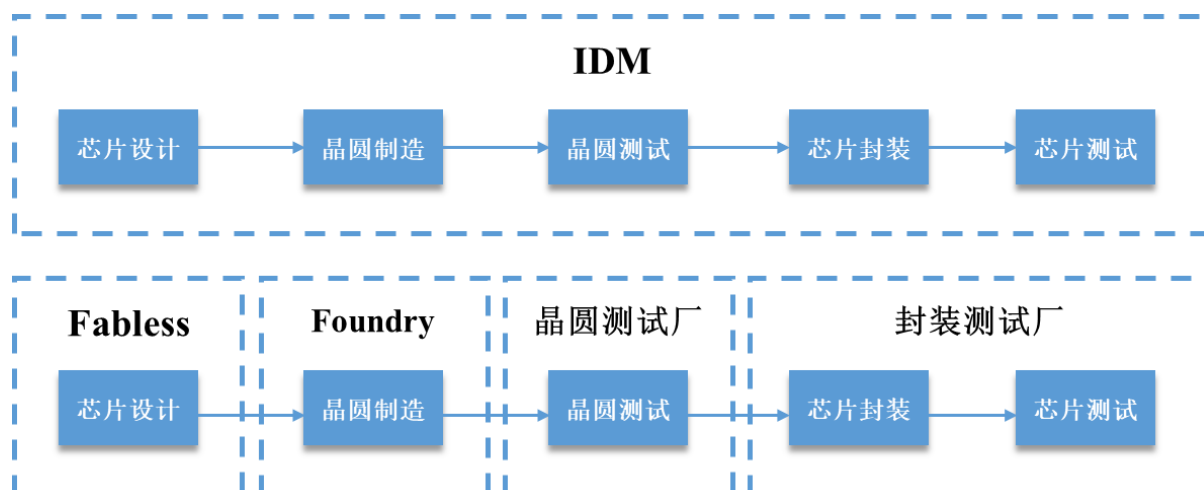 IDM
芯片设计
晶圆制造
晶圆测试
芯片封装
芯片测试
Fabless
Foundry
晶圆测试厂
封装测试厂
芯片设计
晶圆制造
晶圆测试
芯片封装
芯片测试